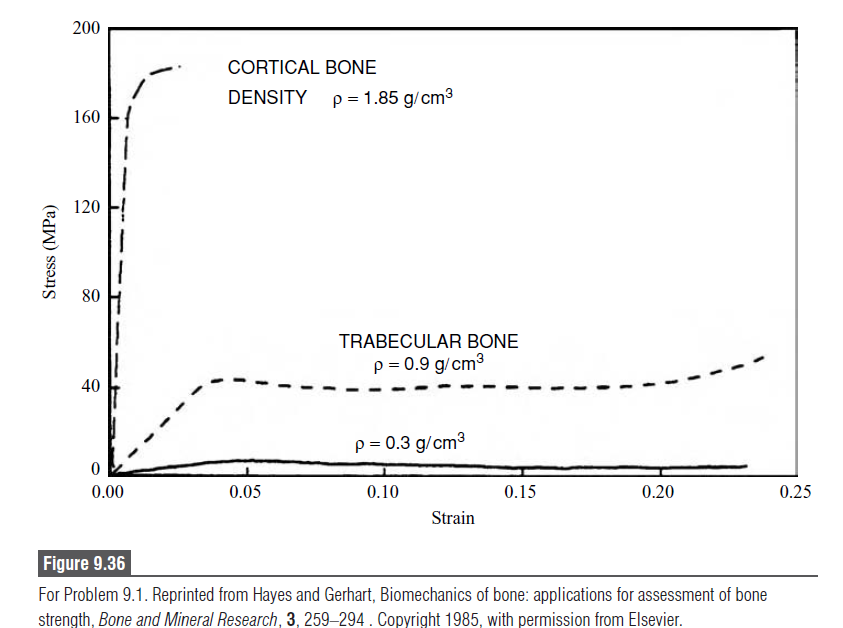 200
CORTICAL BONE
DENSITY ρ = 1.85 g/cm³
160
120
Stress (MPa)
80
TRABECULAR BONE
ρ = 0.9 g/cm³
40
ρ = 0.3 g/cm³
0
0.00 0.05 0.10 0.15 0.20 0.25
Strain
Figure 9.36
For Problem 9.1. Reprinted from Hayes and Gerhart, Biomechanics of bone: applications for assessment of bone
strength, Bone and Mineral Research, 3, 259–294 . Copyright 1985, with permission from Elsevier.